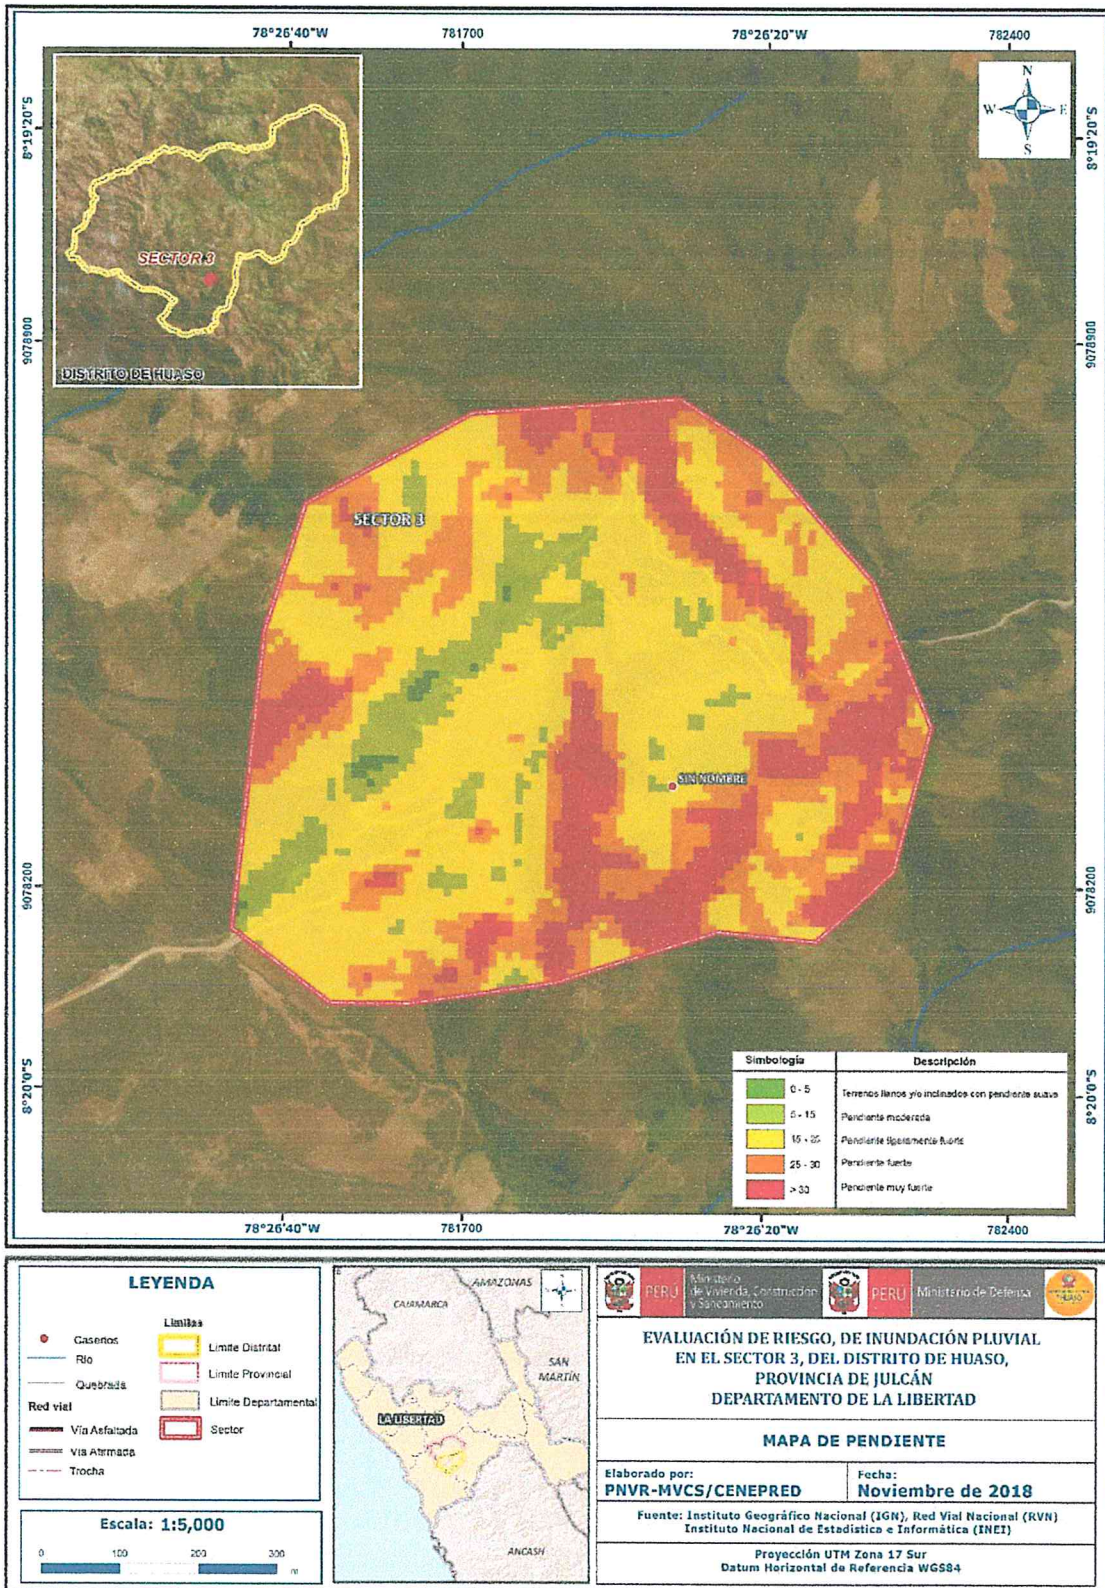 78°26'40"W
781700
78°26'20"W
782400
8°19'20"S
8°19'20"S
N
W
E
S
SECTOR 3
DISTRITO DE HUASO
9078900
9078900
SECTOR 3
SIN NOMBRE
9078200
9078200
8°20'0"S
8°20'0"S
Simbología
Descripción
0 - 5
Terrenos llanos y/o inclinados con pendiente suave
5 - 15
Pendiente moderada
15 - 25
Pendiente ligeramente fuerte
25 - 30
Pendiente fuerte
> 30
Pendiente muy fuerte
78°26'40"W
781700
78°26'20"W
782400
LEYENDA
Caseríos
Río
Quebrada
Red vial
Vía Asfaltada
Vía Afirmada
Trocha
Límites
Límite Distrital
Límite Provincial
Límite Departamental
Sector
Escala: 1:5,000
0 100 200 300
m
AMAZONAS
CAJAMARCA
SAN
MARTÍN
LA LIBERTAD
ANCASH
PERÚ
Ministerio
de Vivienda, Construcción
y Saneamiento
PERÚ
Ministerio de Defensa
EVALUACIÓN DE RIESGO, DE INUNDACIÓN PLUVIAL
EN EL SECTOR 3, DEL DISTRITO DE HUASO,
PROVINCIA DE JULCÁN
DEPARTAMENTO DE LA LIBERTAD
MAPA DE PENDIENTE
Elaborado por:
PNVR-MVCS/CENEPRED
Fecha:
Noviembre de 2018
Fuente: Instituto Geográfico Nacional (IGN), Red Vial Nacional (RVN)
Instituto Nacional de Estadística e Informática (INEI)
Proyección UTM Zona 17 Sur
Datum Horizontal de Referencia WGS84